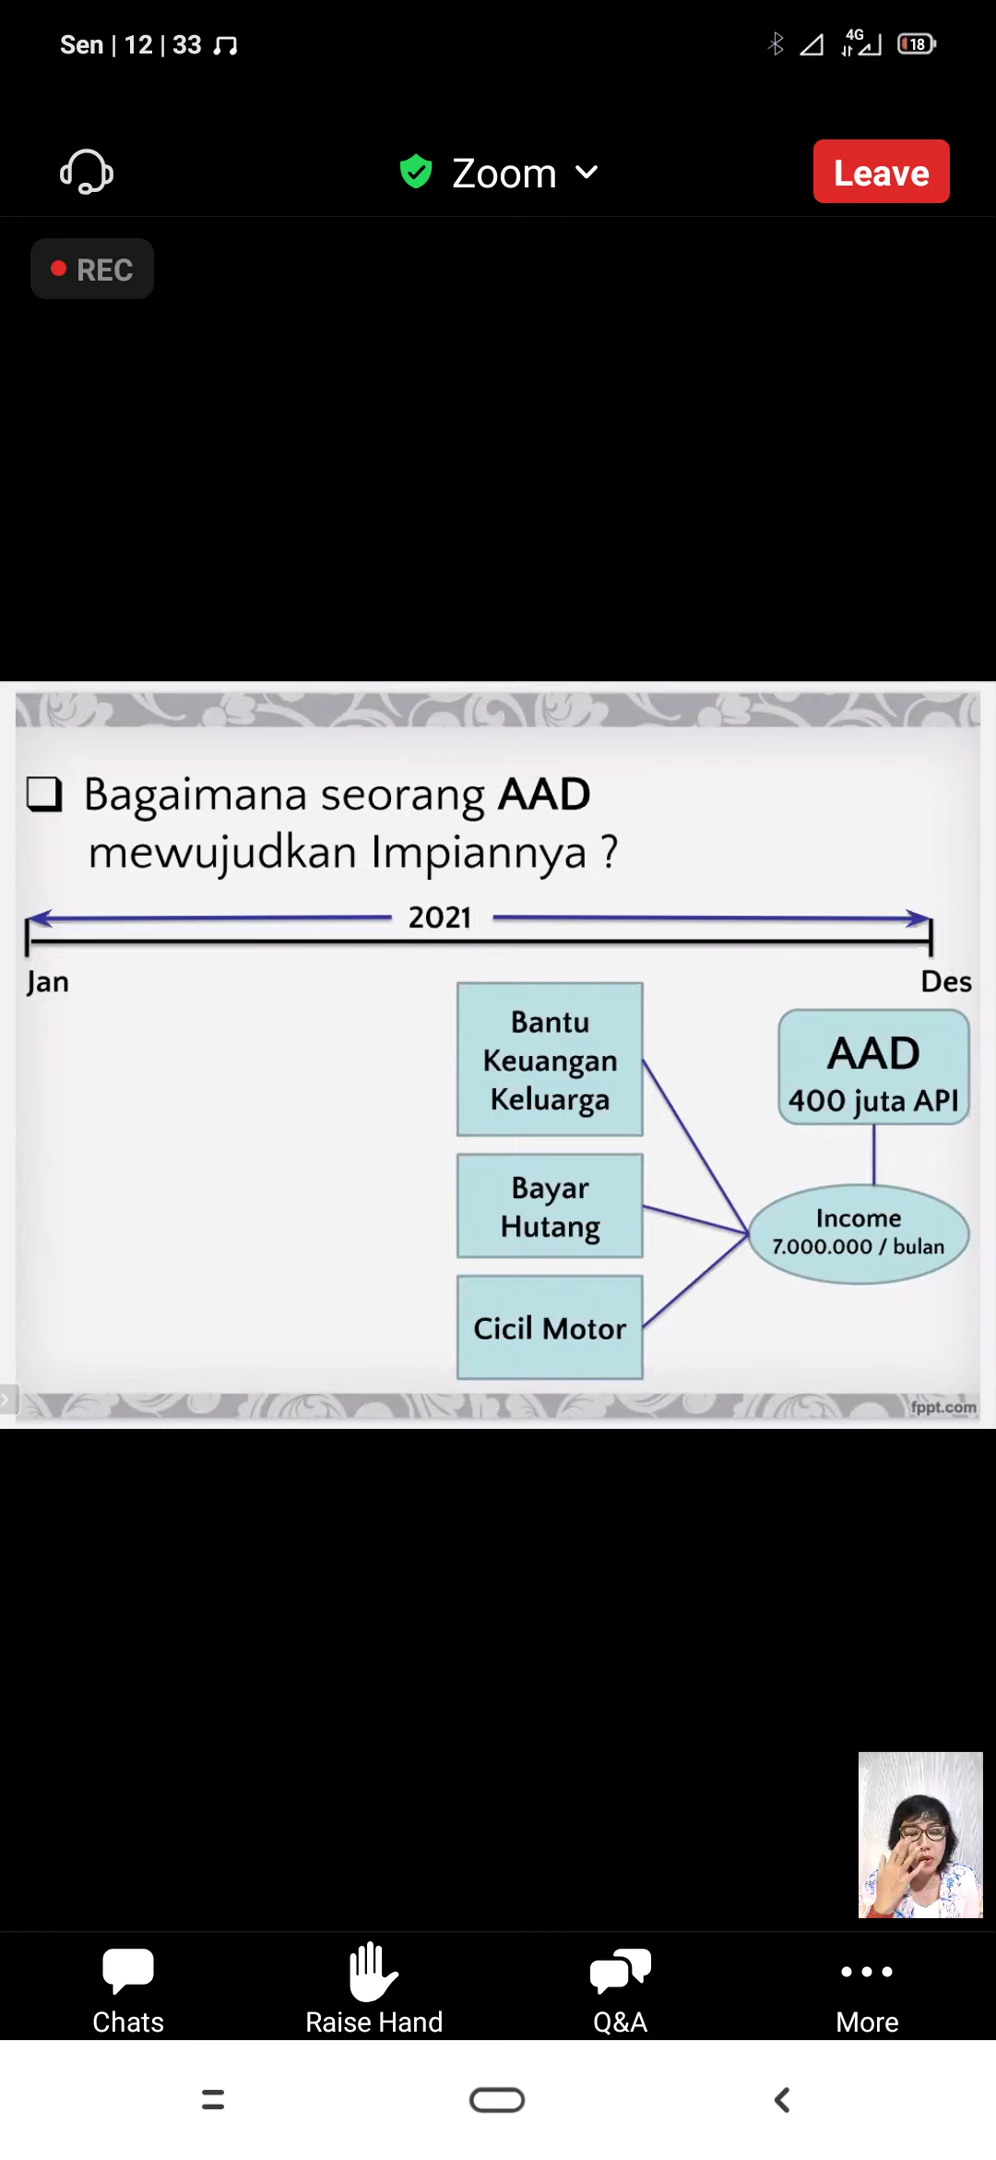 Sen | 12 | 33
4G
18
Zoom
Leave
REC
Bagaimana seorang AAD
mewujudkan Impiannya ?
2021
Jan
Des
Bantu
Keuangan
Keluarga
AAD
400 juta API
Bayar
Hutang
Income
7.000.000 / bulan
Cicil Motor
fppt.com
Chats
Raise Hand
Q&A
More